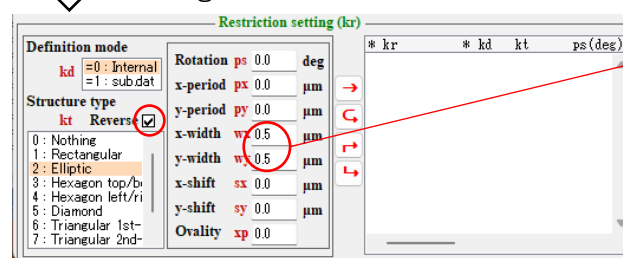 Restriction setting (kr)
Definition mode
kd =0 : Internal
=1 : sub.dat
Structure type
kt Reverse
0 : Nothing
1 : Rectangular
2 : Elliptic
3 : Hexagon top/b
4 : Hexagon left/ri
5 : Diamond
6 : Triangular 1st-
7 : Triangular 2nd-
Rotation ps 0.0 deg
x-period px 0.0 µm
y-period py 0.0 µm
x-width wx 0.5 µm
y-width wy 0.5 µm
x-shift sx 0.0 µm
y-shift sy 0.0 µm
Ovality xp 0.0
* kr * kd kt ps(deg)